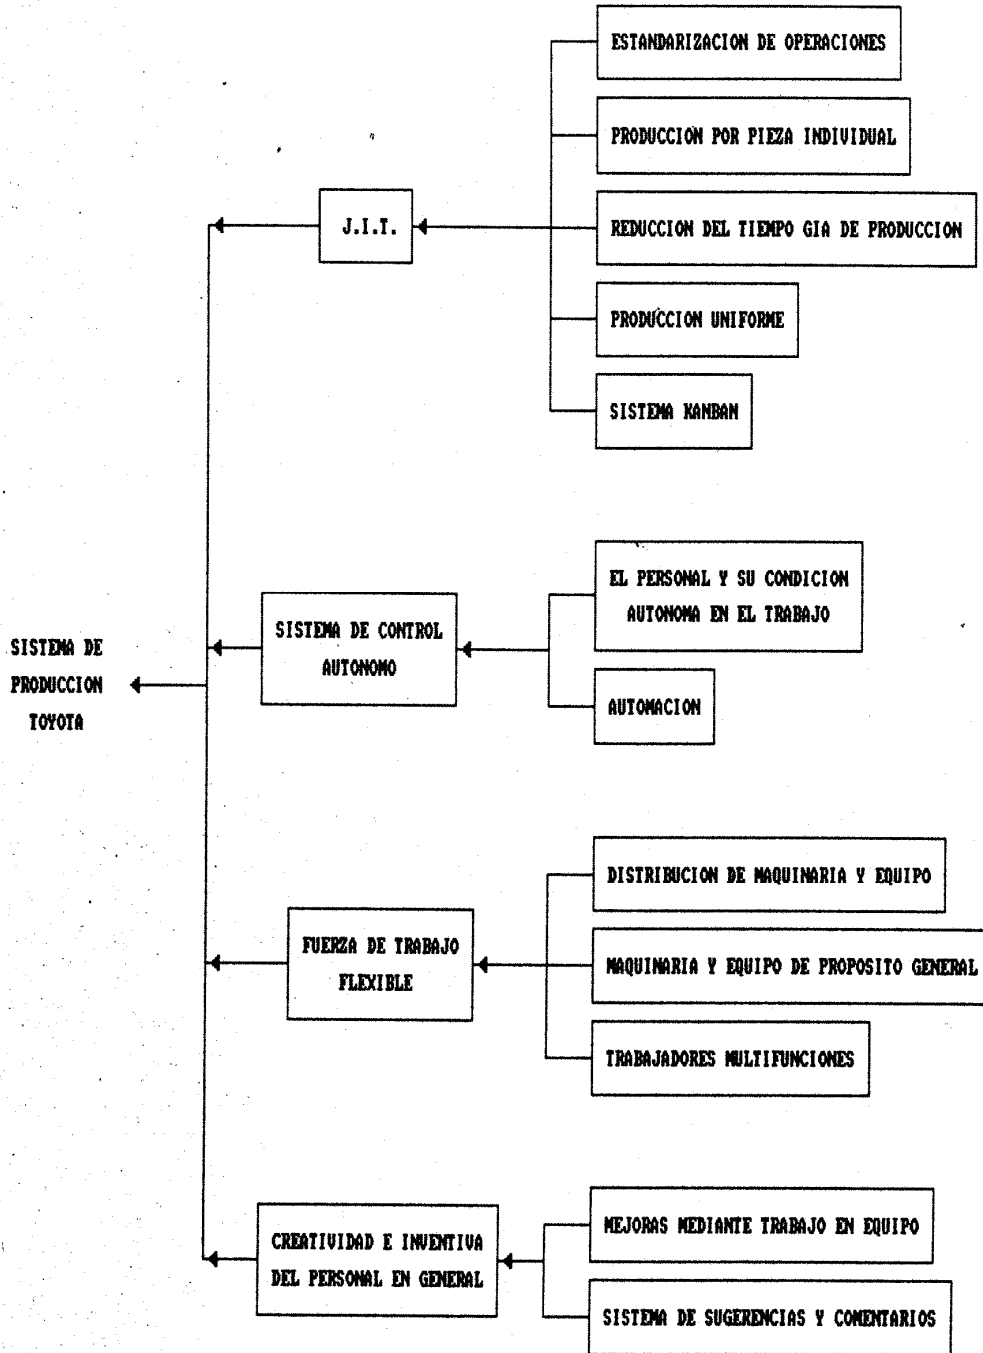 ESTANDARIZACION DE OPERACIONES
PRODUCCION POR PIEZA INDIVIDUAL
J.I.T.
REDUCCION DEL TIEMPO GIA DE PRODUCCION
PRODUCCION UNIFORME
SISTEMA KANBAN
SISTEMA DE
PRODUCCION
TOYOTA
SISTEMA DE CONTROL
AUTONOMO
EL PERSONAL Y SU CONDICION
AUTONOMA EN EL TRABAJO
AUTOMACION
FUERZA DE TRABAJO
FLEXIBLE
DISTRIBUCION DE MAQUINARIA Y EQUIPO
MAQUINARIA Y EQUIPO DE PROPOSITO GENERAL
TRABAJADORES MULTIFUNCIONES
CREATIVIDAD E INVENTIVA
DEL PERSONAL EN GENERAL
MEJORAS MEDIANTE TRABAJO EN EQUIPO
SISTEMA DE SUGERENCIAS Y COMENTARIOS